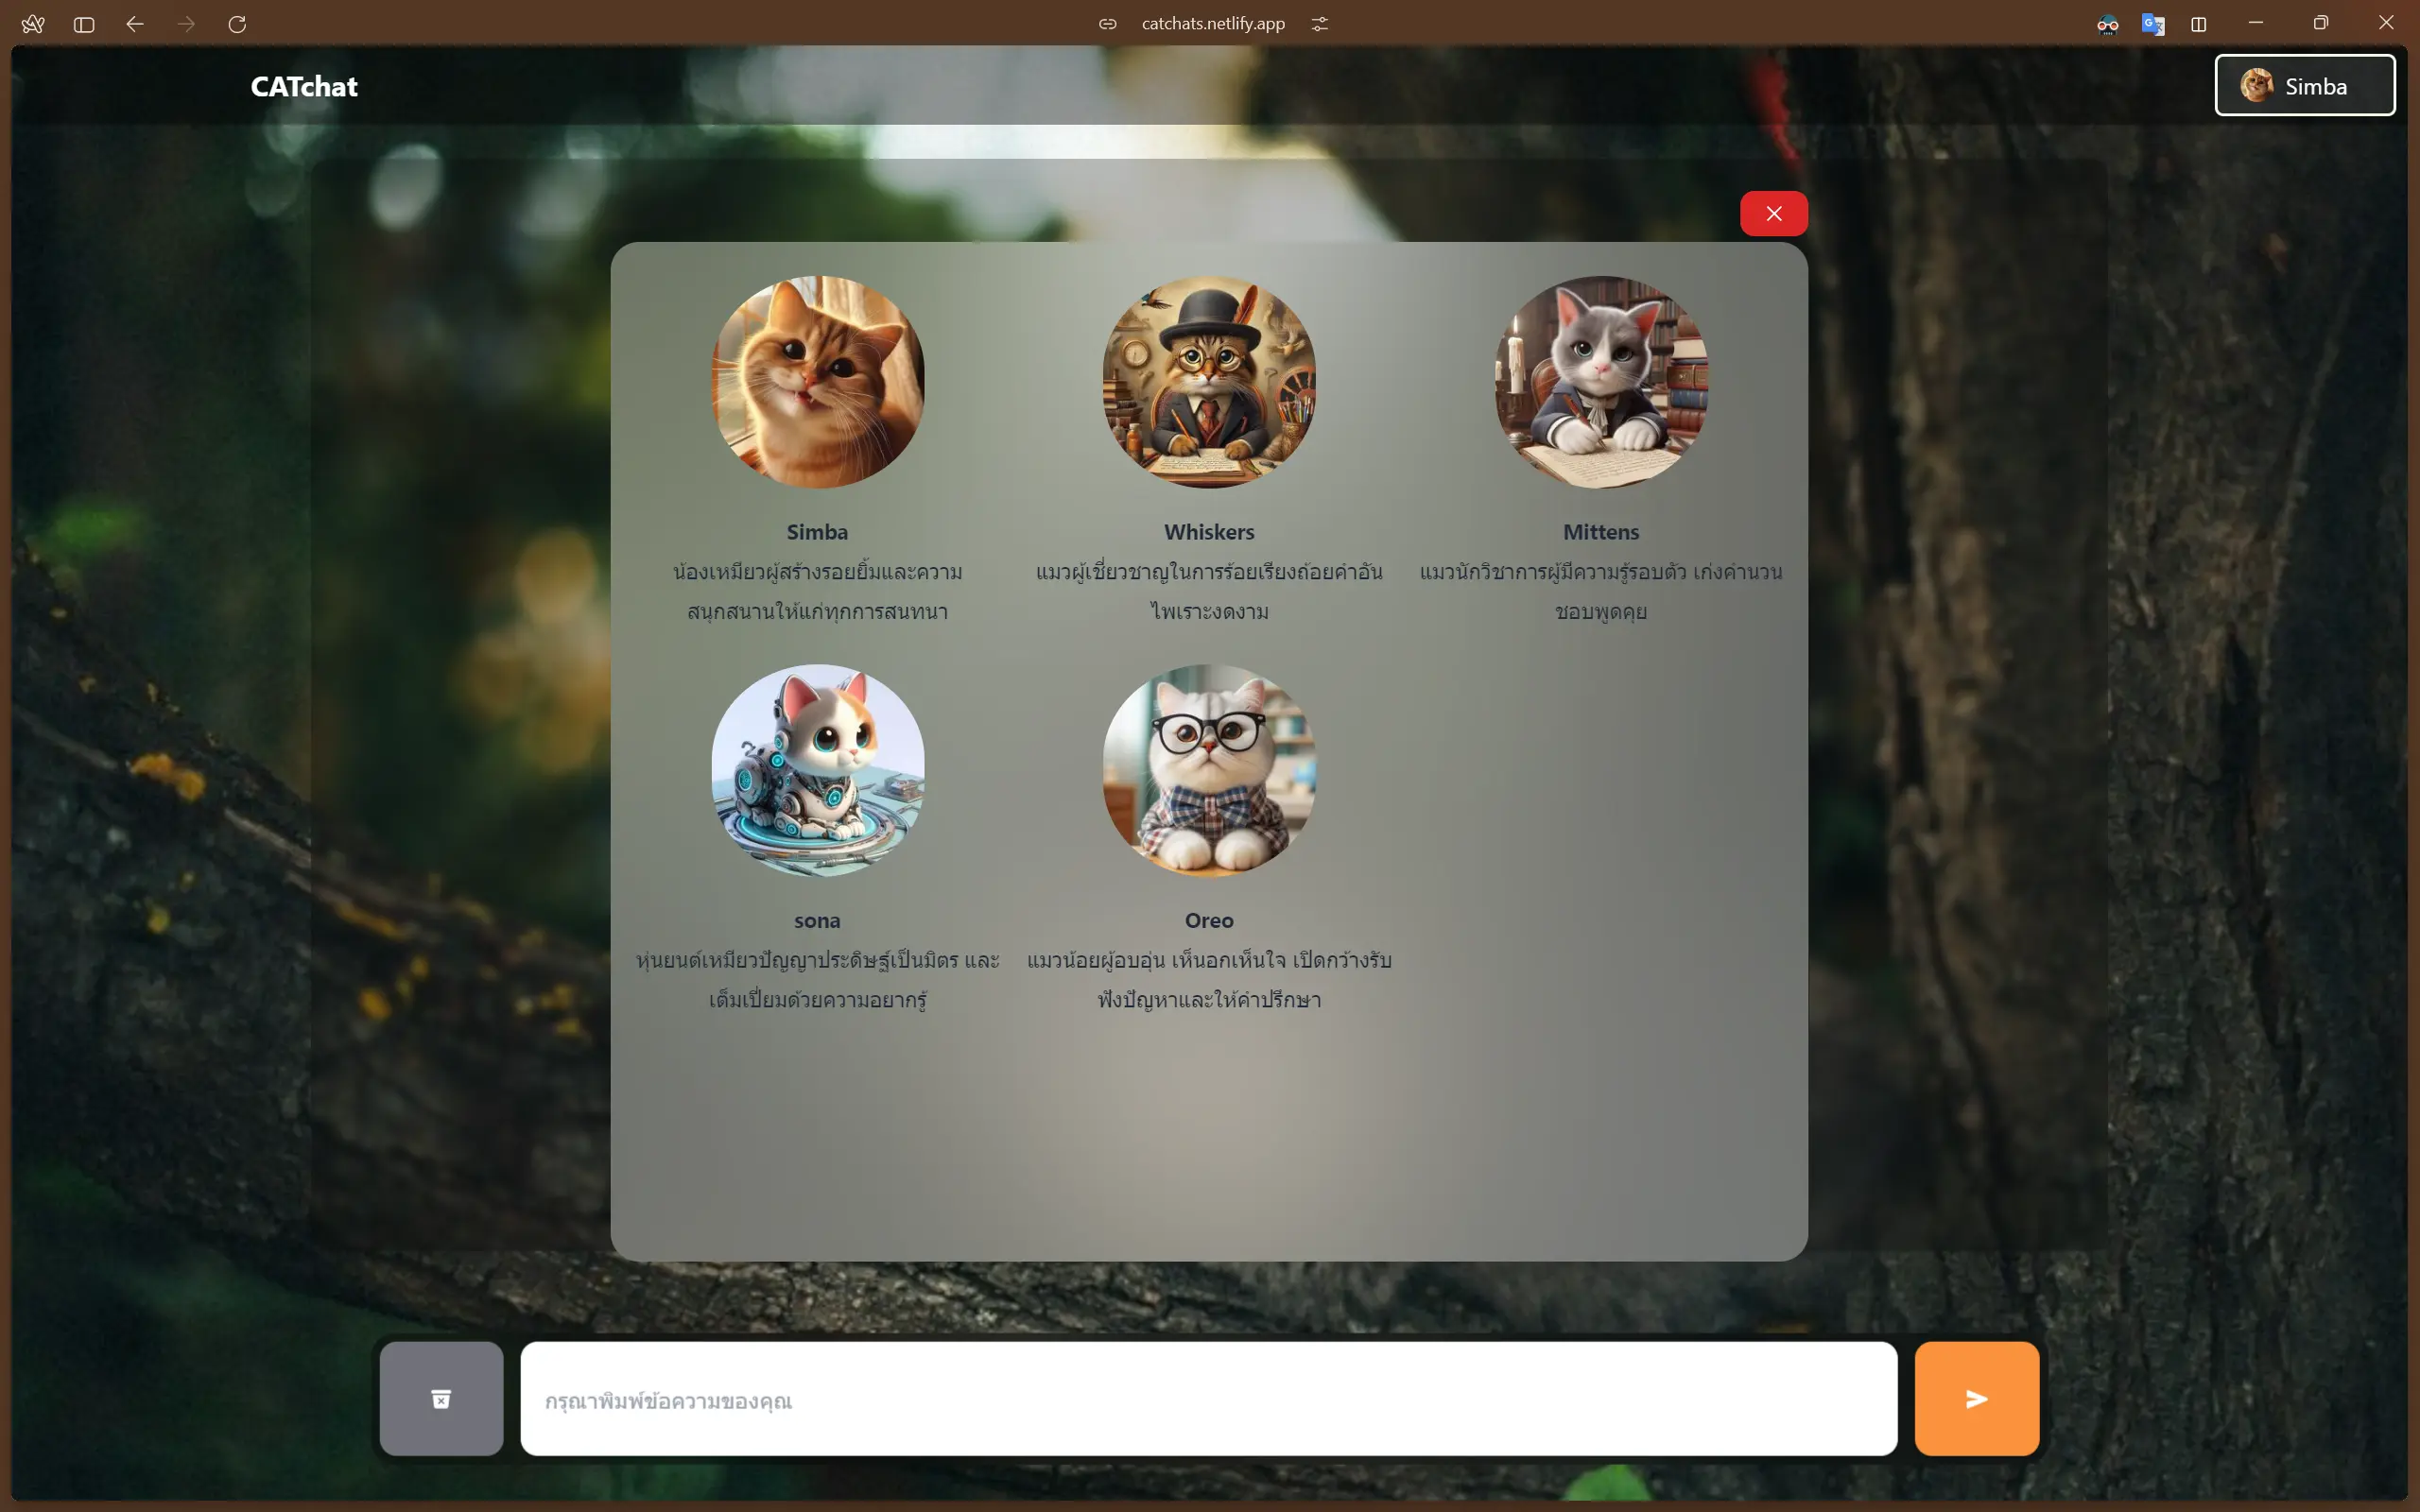 catchats.netlify.app
CATchat
Simba
Simba
น้องเหมียวผู้สร้างรอยยิ้มและความ
สนุกสนานให้แก่ทุกการสนทนา
Whiskers
แมวผู้เชี่ยวชาญในการร้อยเรียงถ้อยคำอัน
ไพเราะงดงาม
Mittens
แมวนักวิชาการผู้มีความรู้รอบตัว เก่งคำนวน
ชอบพูดคุย
sona
หุ่นยนต์เหมียวปัญญาประดิษฐ์เป็นมิตร และ
เต็มเปี่ยมด้วยความอยากรู้
Oreo
แมวน้อยผู้อบอุ่น เห็นอกเห็นใจ เปิดกว้างรับ
ฟังปัญหาและให้คำปรึกษา
กรุณาพิมพ์ข้อความของคุณ